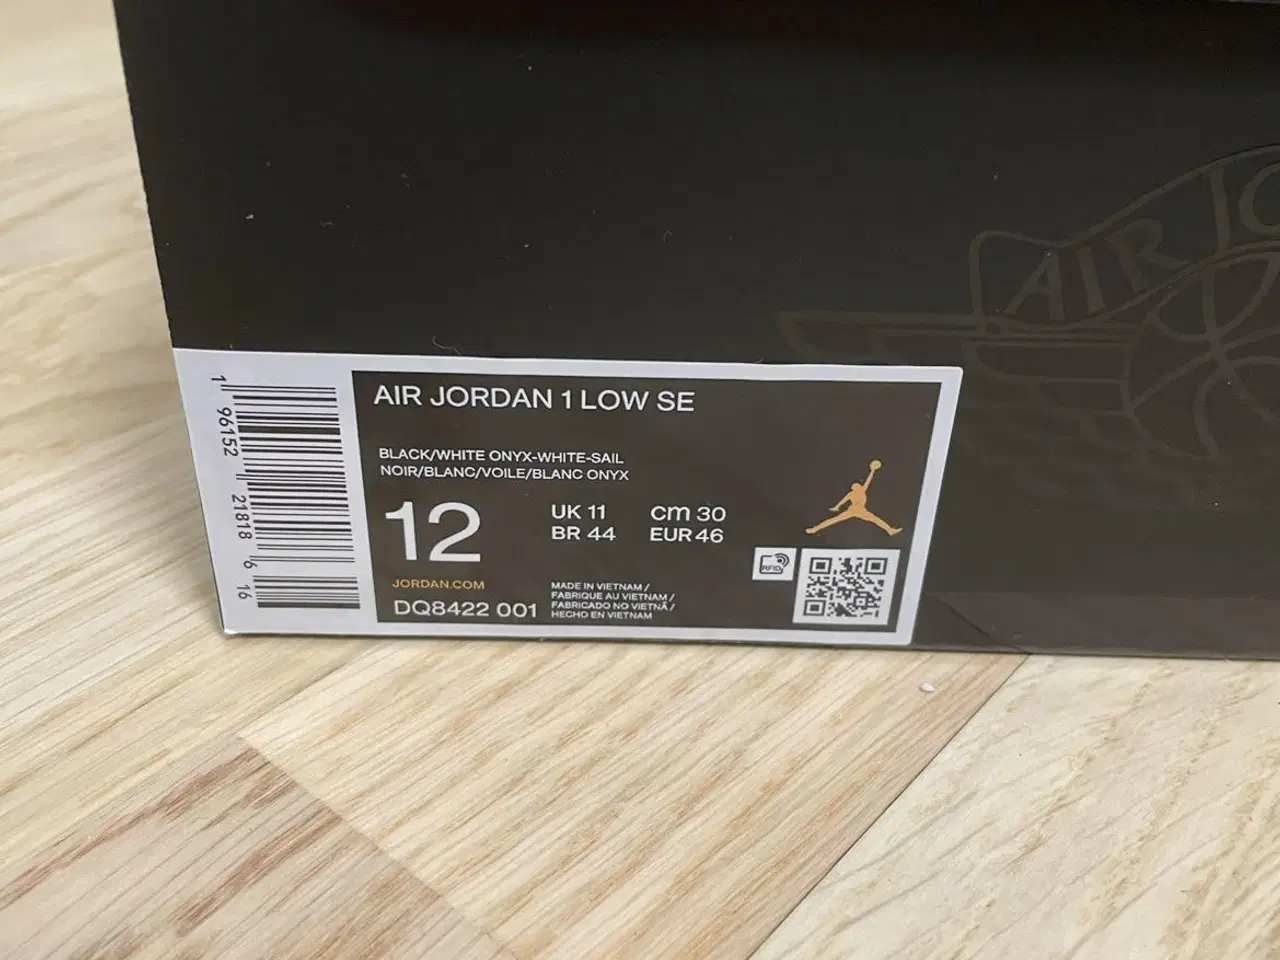 AIR JO
AIR JORDAN 1 LOW SE
BLACK/WHITE ONYX-WHITE-SAIL
NOIR/BLANC/VOILE/BLANC ONYX
12
UK 11 CM 30
BR 44 EUR 46
JORDAN.COM
DQ8422 001
MADE IN VIETNAM /
FABRIQUE AU VIETNAM /
FABRICADO NO VIETNÃ /
HECHO EN VIETNAM
RFID
1 96152 21818 6 16